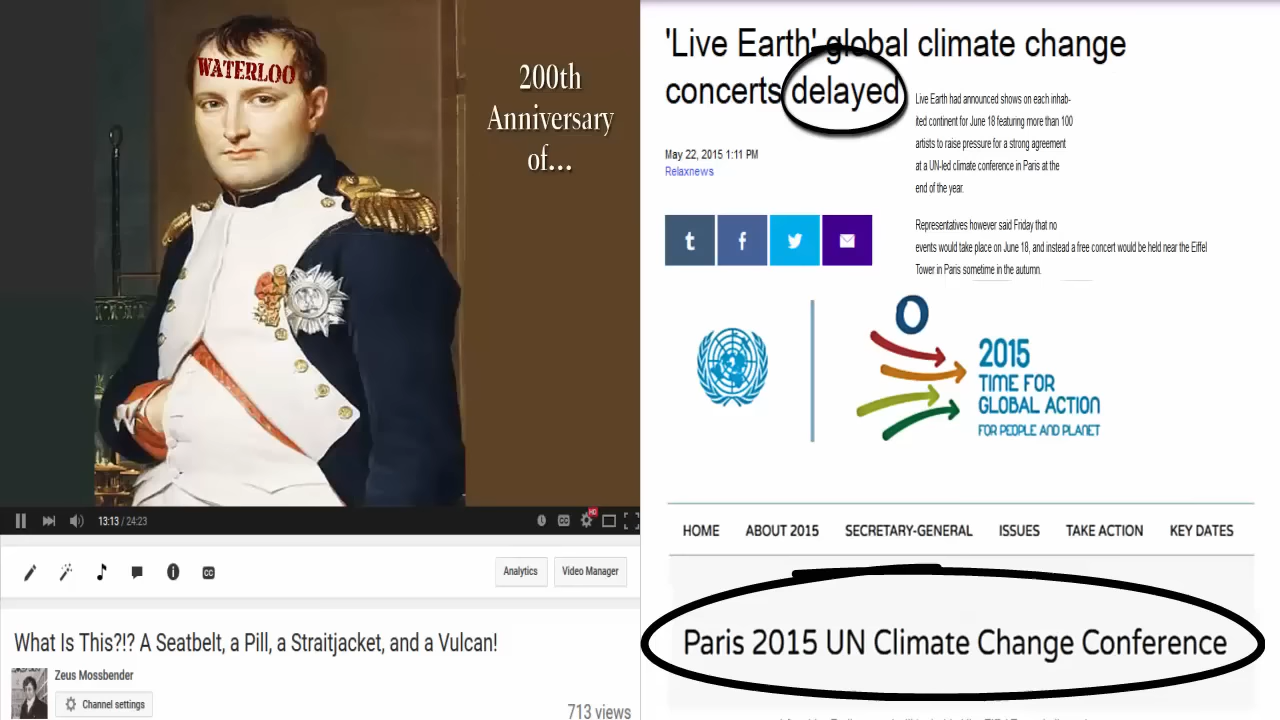 WATERLOO
200th
Anniversary
of...
13:13 / 24:23
HD
CC
Analytics
Video Manager
What Is This?!? A Seatbelt, a Pill, a Straitjacket, and a Vulcan!
Zeus Mossbender
Channel settings
713 views
'Live Earth' global climate change
concerts delayed
May 22, 2015 1:11 PM
Relaxnews
t
f
Live Earth had announced shows on each inhab-
ited continent for June 18 featuring more than 100
artists to raise pressure for a strong agreement
at a UN-led climate conference in Paris at the
end of the year.
Representatives however said Friday that no
events would take place on June 18, and instead a free concert would be held near the Eiffel
Tower in Paris sometime in the autumn.
2015
TIME FOR
GLOBAL ACTION
FOR PEOPLE AND PLANET
HOME ABOUT 2015 SECRETARY-GENERAL ISSUES TAKE ACTION KEY DATES
Paris 2015 UN Climate Change Conference